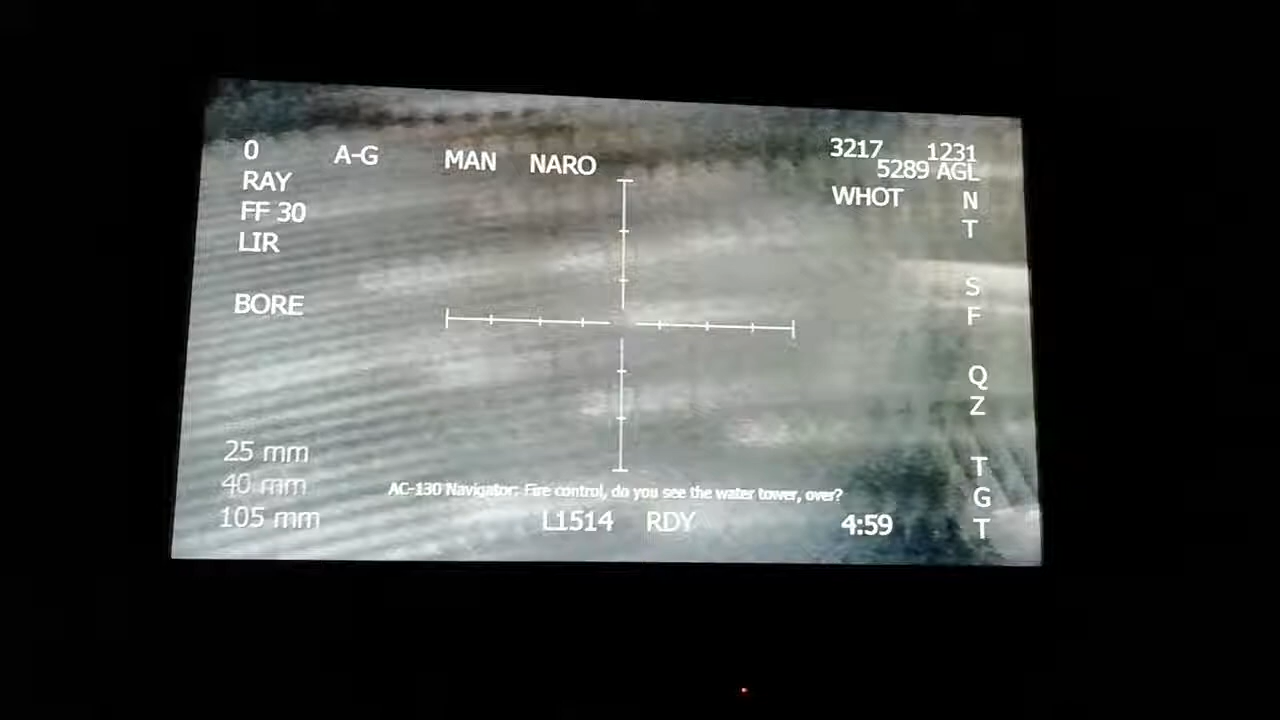 0 A-G MAN NARO 3217 1231
RAY 5289 AGL
FF 30 WHOT N
LIR T
BORE S
F
Q
Z
25 mm T
40 mm G
105 mm L1514 RDY 4:59 T
AC-130 Navigator: Fire control, do you see the water tower, over?